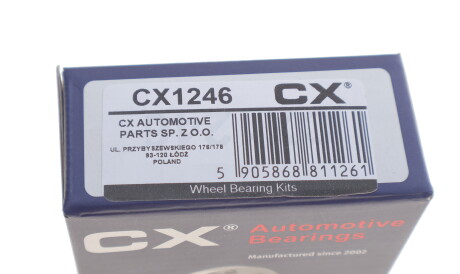 CX1246 CX®
CX AUTOMOTIVE
PARTS SP. Z O.O.
UL. PRZYBYSZEWSKIEGO 176/178
93-120 ŁÓDŹ
POLAND
5 905868 811261
Wheel Bearing Kits
CX® Automotive
Bearings
Manufactured since 2002